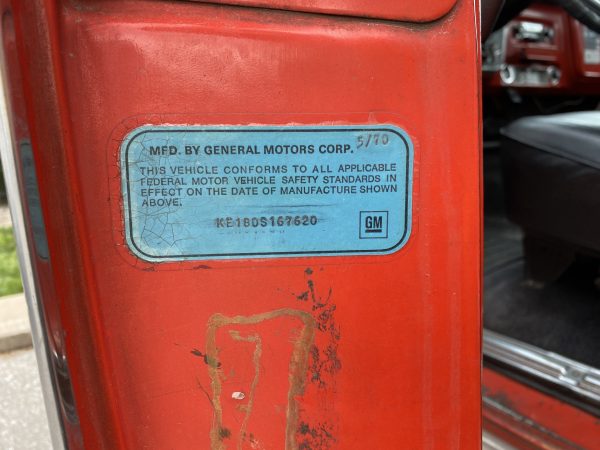 MFD. BY GENERAL MOTORS CORP. 5/70
THIS VEHICLE CONFORMS TO ALL APPLICABLE
FEDERAL MOTOR VEHICLE SAFETY STANDARDS IN
EFFECT ON THE DATE OF MANUFACTURE SHOWN
ABOVE.
KE180S167620
GM